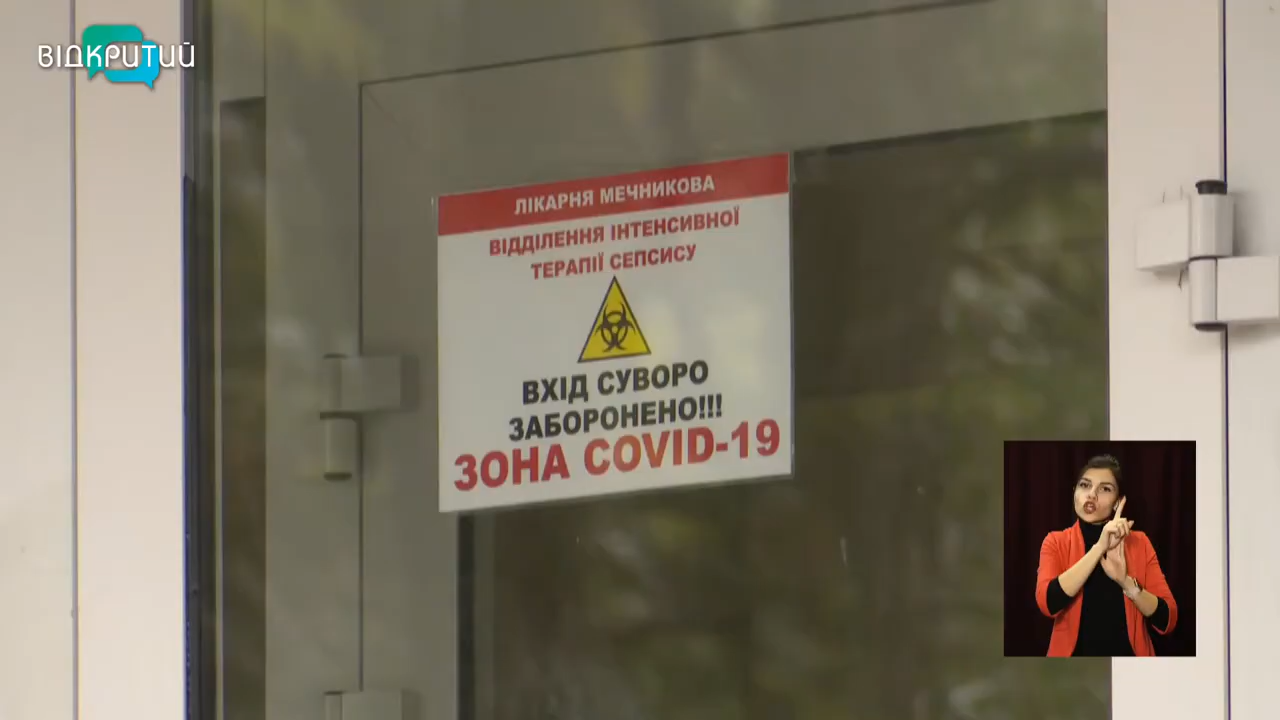 ВІДКРИТИЙ
ЛІКАРНЯ МЕЧНИКОВА
ВІДДІЛЕННЯ ІНТЕНСИВНОЇ
ТЕРАПІЇ СЕПСИСУ
ВХІД СУВОРО
ЗАБОРОНЕНО!!!
ЗОНА COVID-19